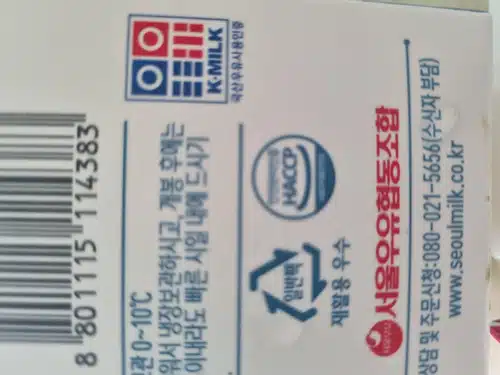 8 801115 114383
0~10℃
냉장보관하시고, 개봉 후에는
이내라도 빠른 시일 내에 드시기
K·MILK
국산우유사용인증
HACCP
일반팩
재활용 우수
서울우유협동조합
상담 및 주문신청:080-021-5656(수신자 부담)
www.seoulmilk.co.kr